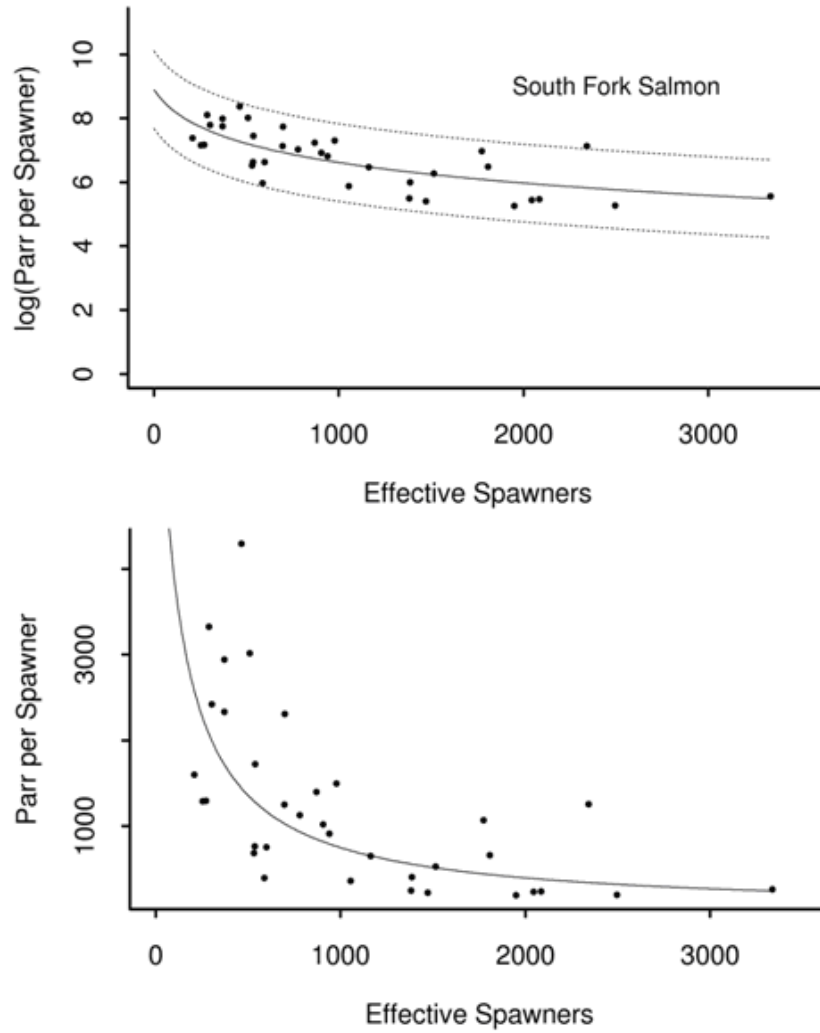 10
8
6
4
2
0
log(Parr per Spawner)
South Fork Salmon
0 1000 2000 3000
Effective Spawners
3000
1000
Parr per Spawner
0 1000 2000 3000
Effective Spawners